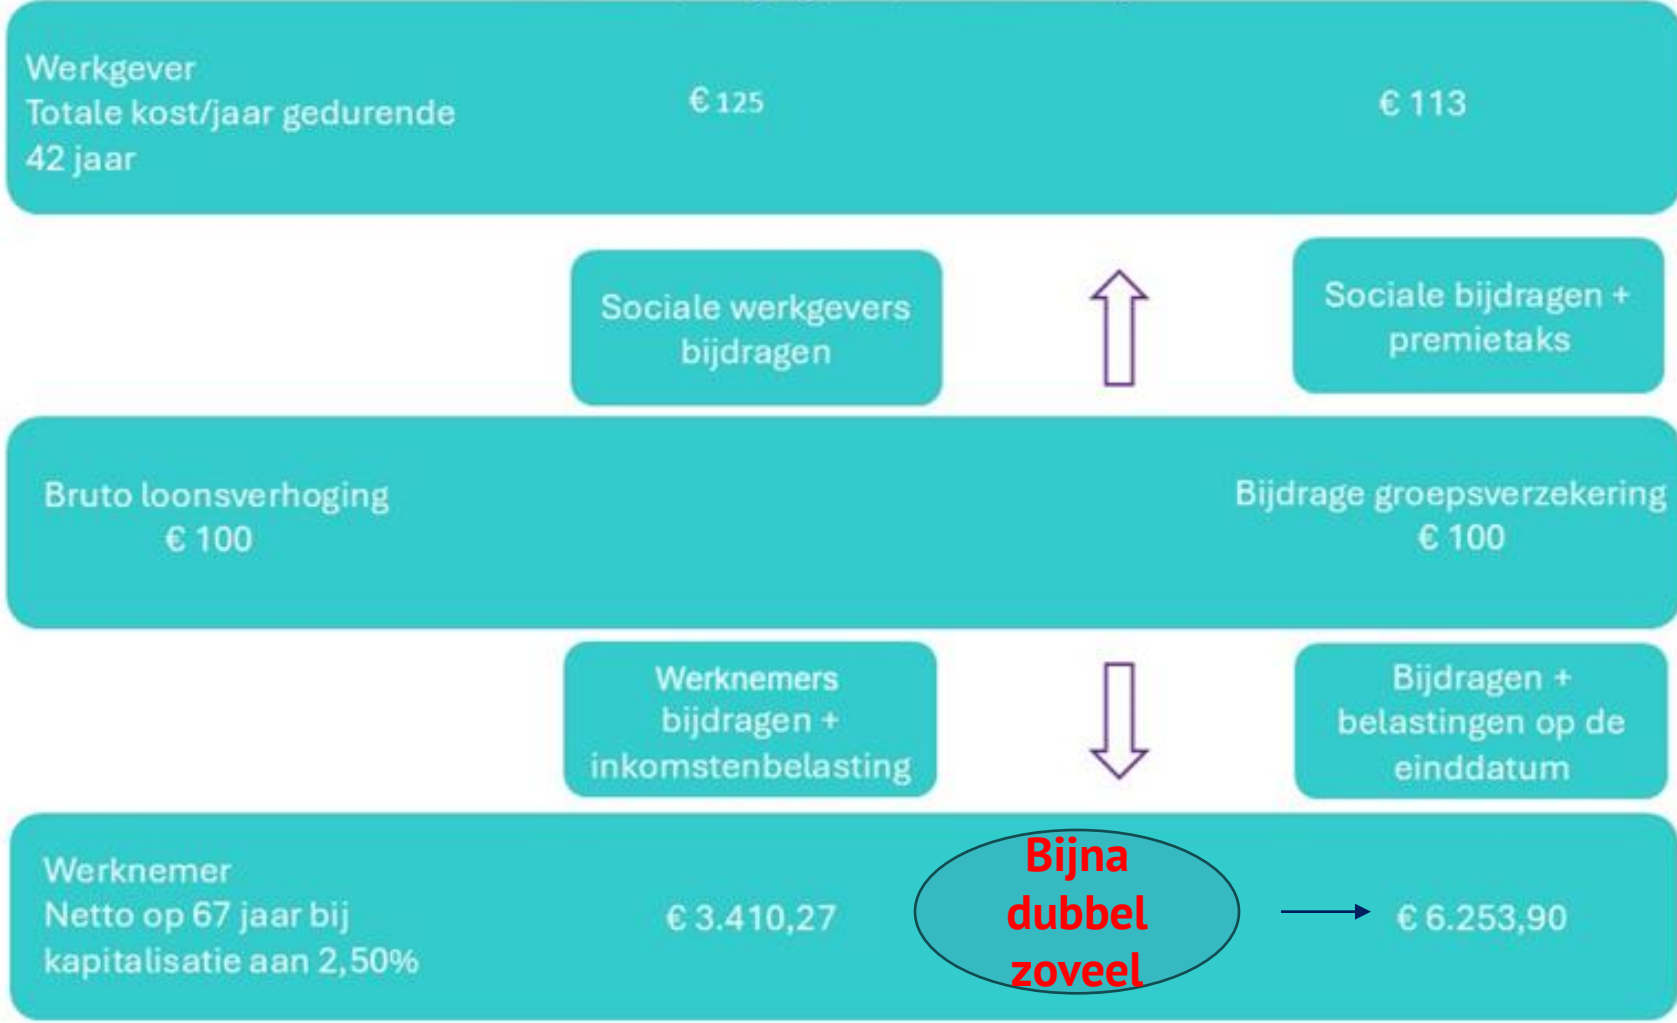 Werkgever
Totale kost/jaar gedurende
42 jaar
€ 125
€ 113
Sociale werkgevers
bijdragen
Sociale bijdragen +
premietaks
Bruto loonsverhoging
€ 100
Bijdrage groepsverzekering
€ 100
Werknemers
bijdragen +
inkomstenbelasting
Bijdragen +
belastingen op de
einddatum
Werknemer
Netto op 67 jaar bij
kapitalisatie aan 2,50%
€ 3.410,27
Bijna
dubbel
zoveel
€ 6.253,90